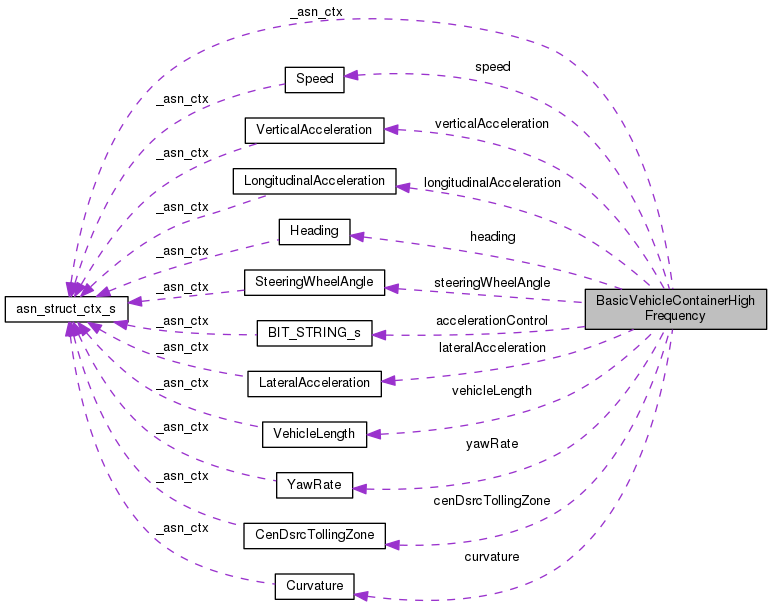 _asn_ctx
Speed
speed
_asn_ctx
VerticalAcceleration
verticalAcceleration
_asn_ctx
LongitudinalAcceleration
longitudinalAcceleration
_asn_ctx
Heading
heading
_asn_ctx
SteeringWheelAngle
steeringWheelAngle
_asn_ctx
asn_struct_ctx_s
BasicVehicleContainerHigh
Frequency
BIT_STRING_s
accelerationControl
_asn_ctx
LateralAcceleration
lateralAcceleration
_asn_ctx
VehicleLength
vehicleLength
_asn_ctx
YawRate
yawRate
_asn_ctx
CenDsrcTollingZone
cenDsrcTollingZone
_asn_ctx
Curvature
curvature
_asn_ctx